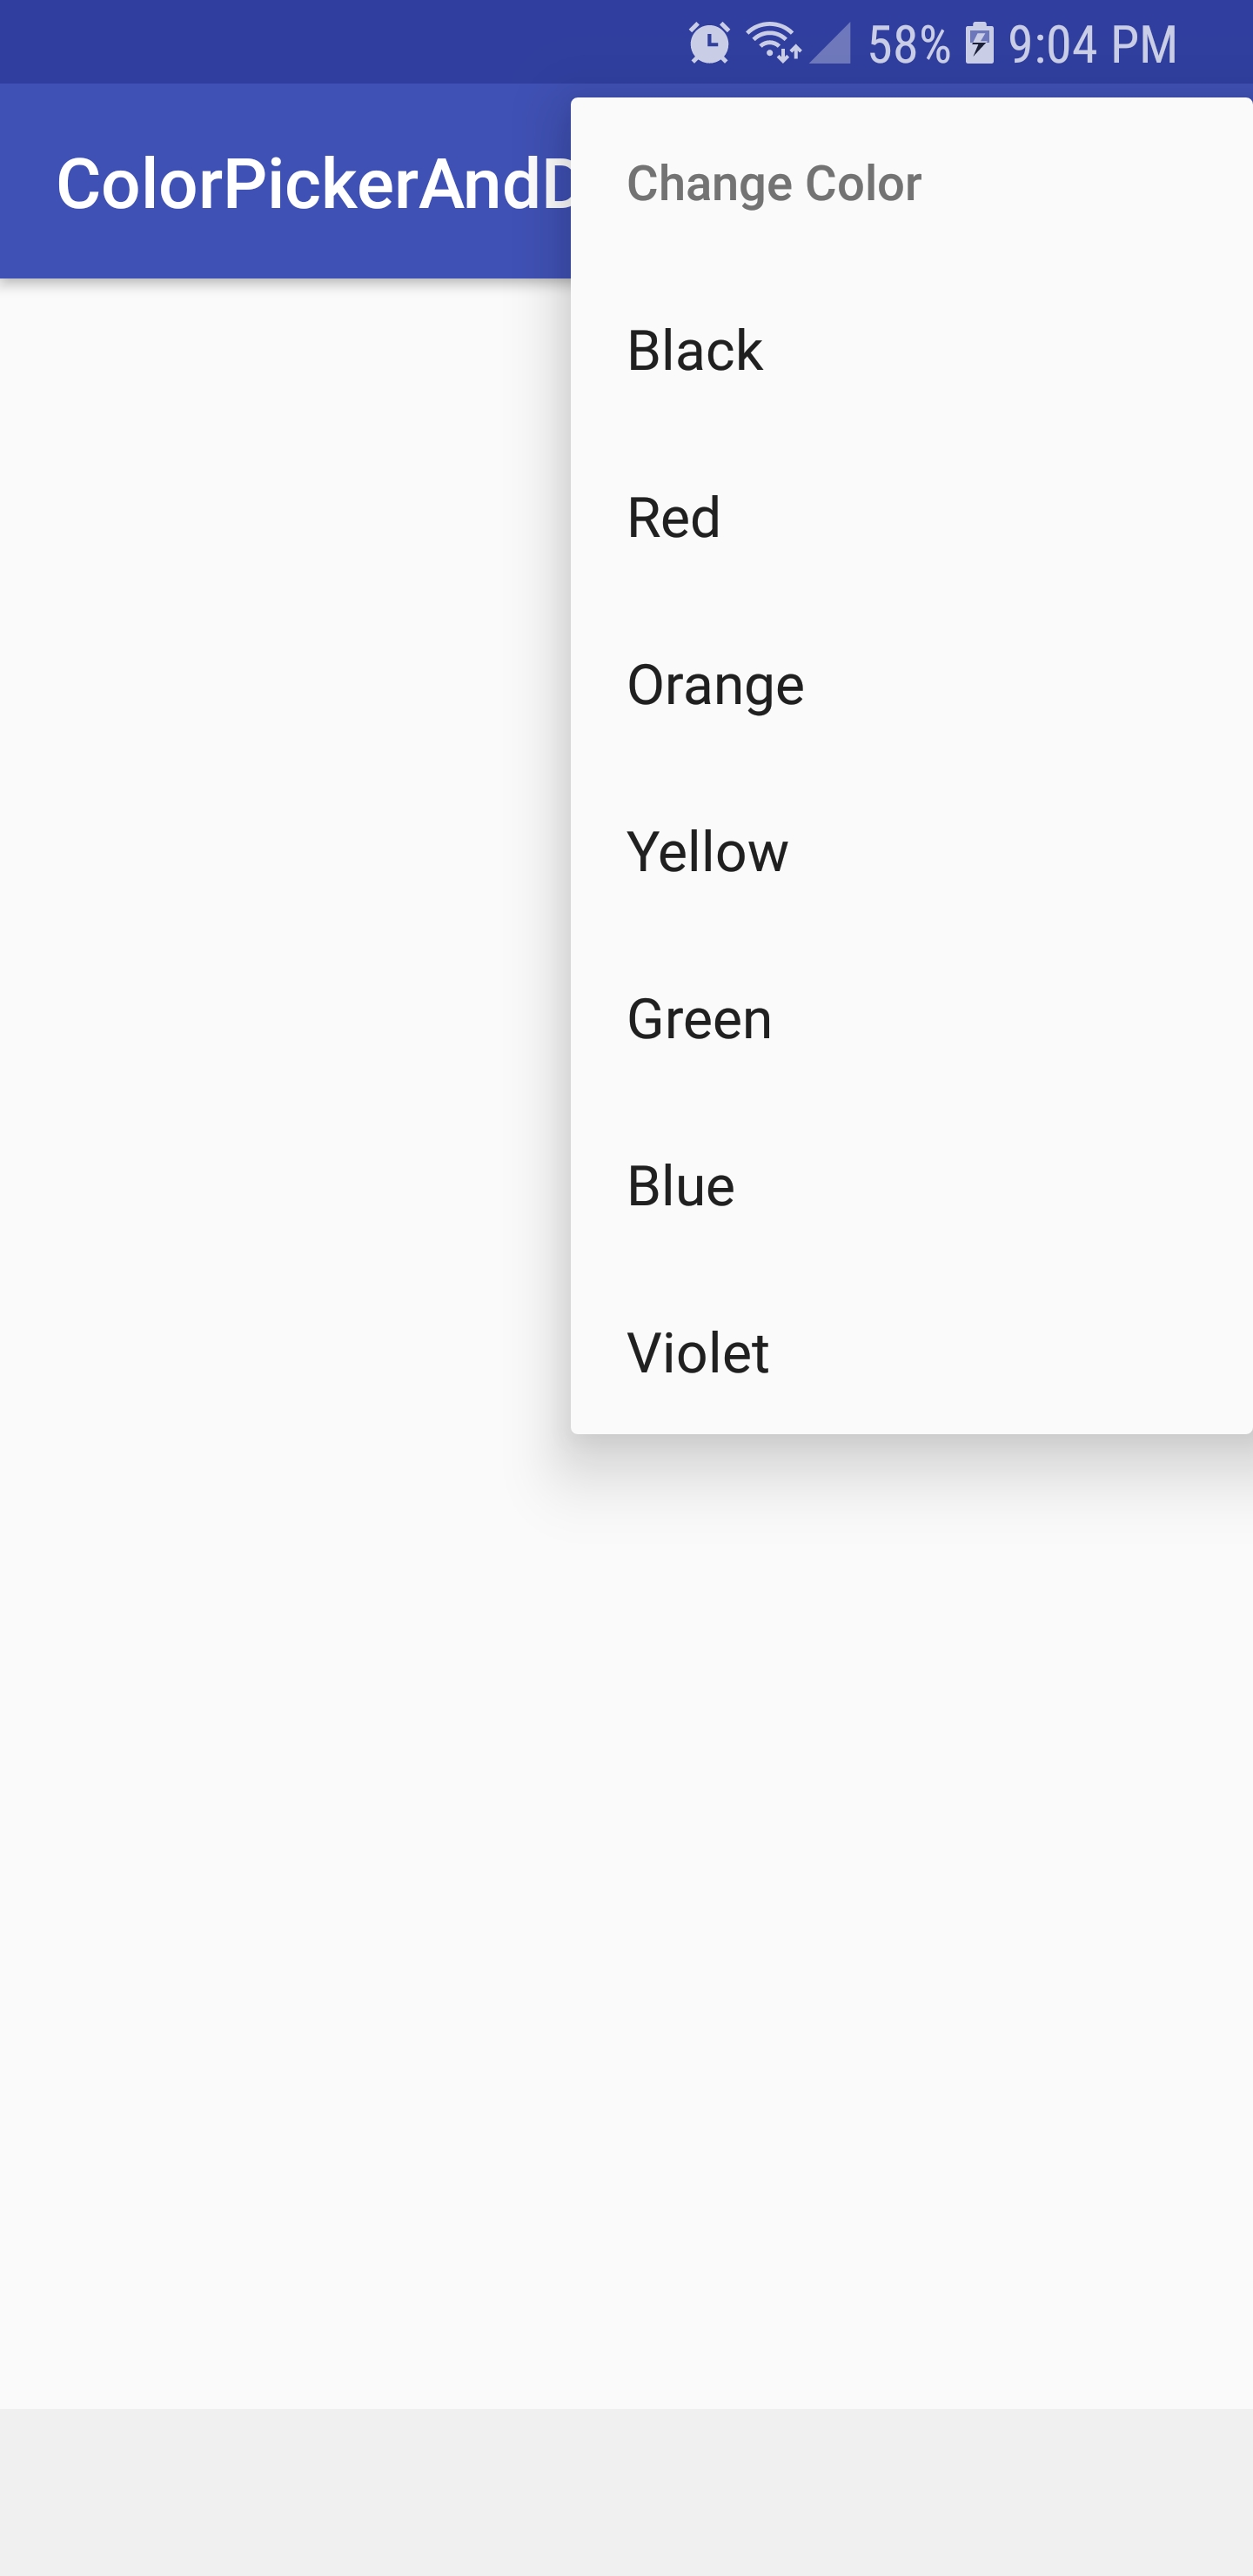 58% 9:04 PM
ColorPickerAndD
Change Color
Black
Red
Orange
Yellow
Green
Blue
Violet